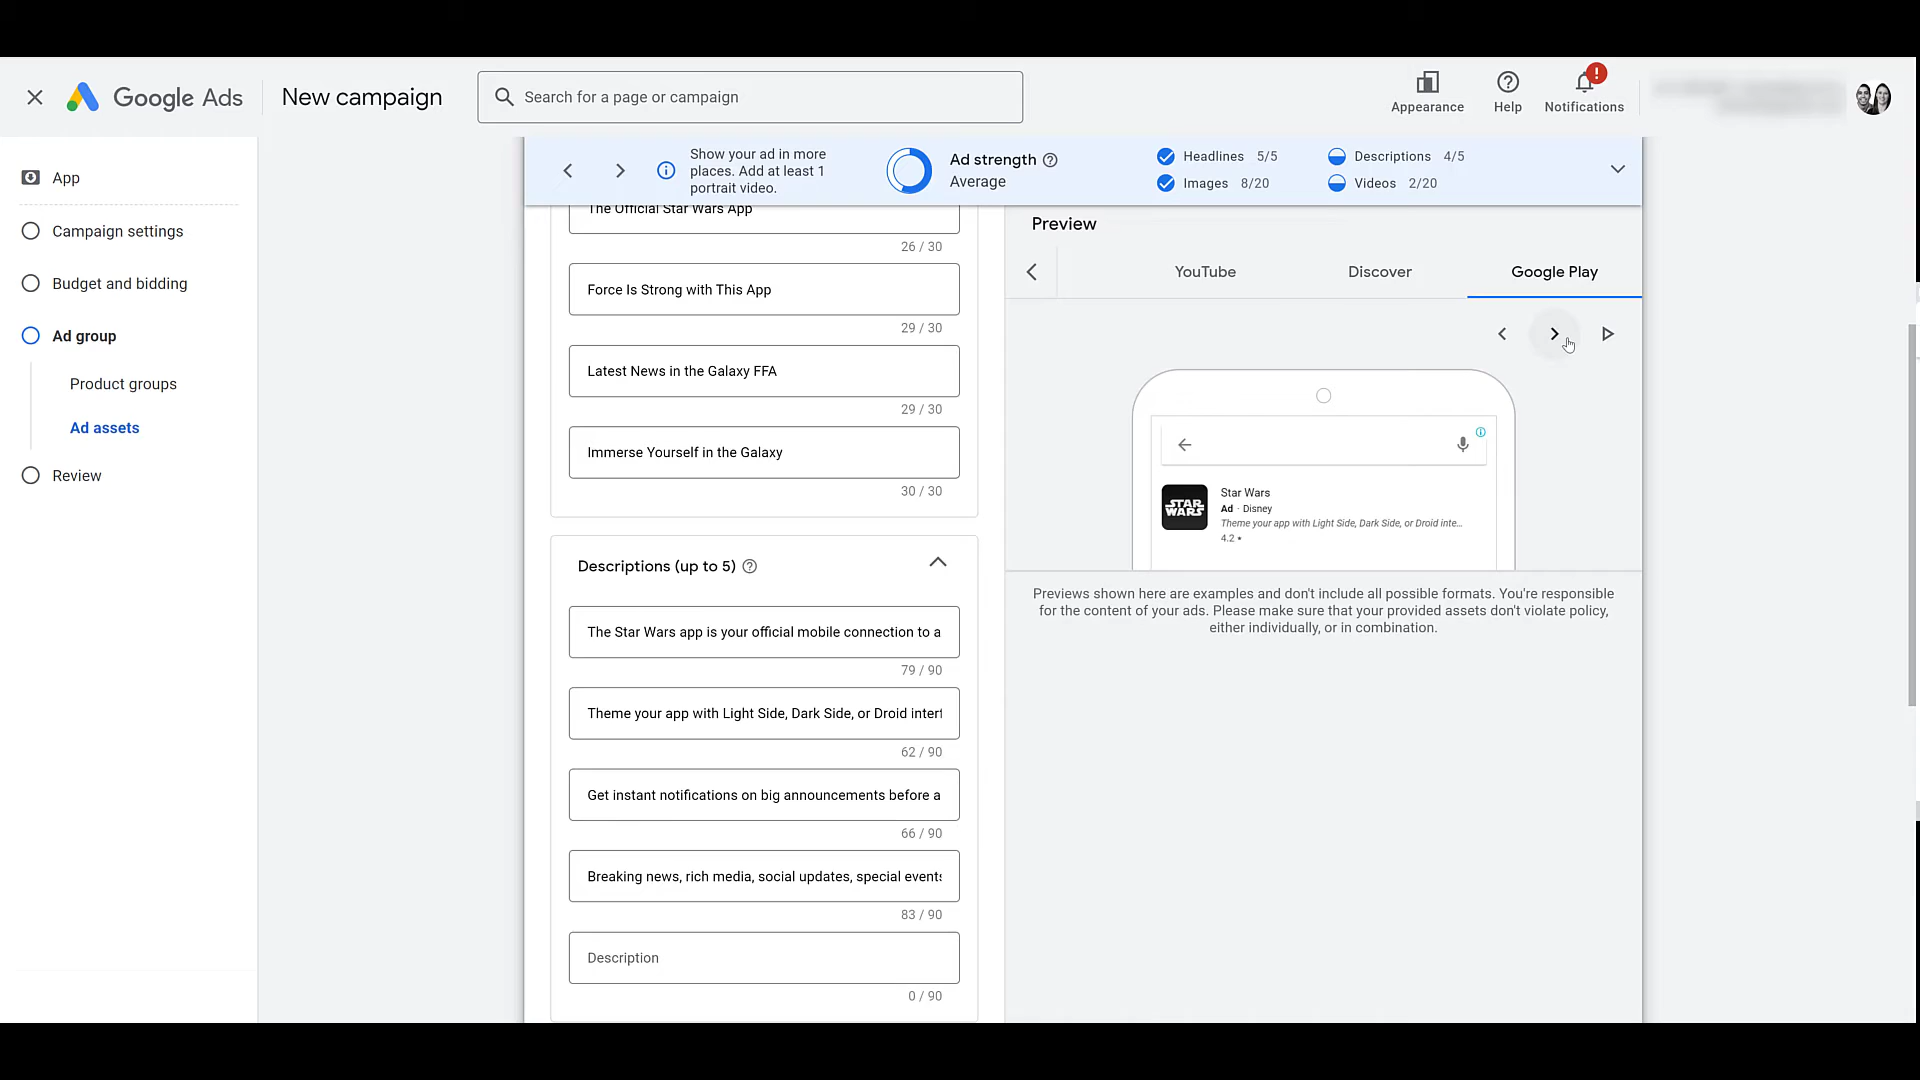 Google Ads
New campaign
Search for a page or campaign
Appearance
Help
Notifications
App
Campaign settings
Budget and bidding
Ad group
Product groups
Ad assets
Review
Show your ad in more
places. Add at least 1
portrait video.
Ad strength
Average
Headlines 5/5
Images 8/20
Descriptions 4/5
Videos 2/20
The Official Star Wars App
26 / 30
Force Is Strong with This App
29 / 30
Latest News in the Galaxy FFA
29 / 30
Immerse Yourself in the Galaxy
30 / 30
Descriptions (up to 5)
The Star Wars app is your official mobile connection to a
79 / 90
Theme your app with Light Side, Dark Side, or Droid interf
62 / 90
Get instant notifications on big announcements before a
66 / 90
Breaking news, rich media, social updates, special events
83 / 90
Description
0 / 90
Preview
YouTube
Discover
Google Play
STAR WARS
Star Wars
Ad · Disney
Theme your app with Light Side, Dark Side, or Droid inte...
4.2 ★
Previews shown here are examples and don't include all possible formats. You're responsible
for the content of your ads. Please make sure that your provided assets don't violate policy,
either individually, or in combination.